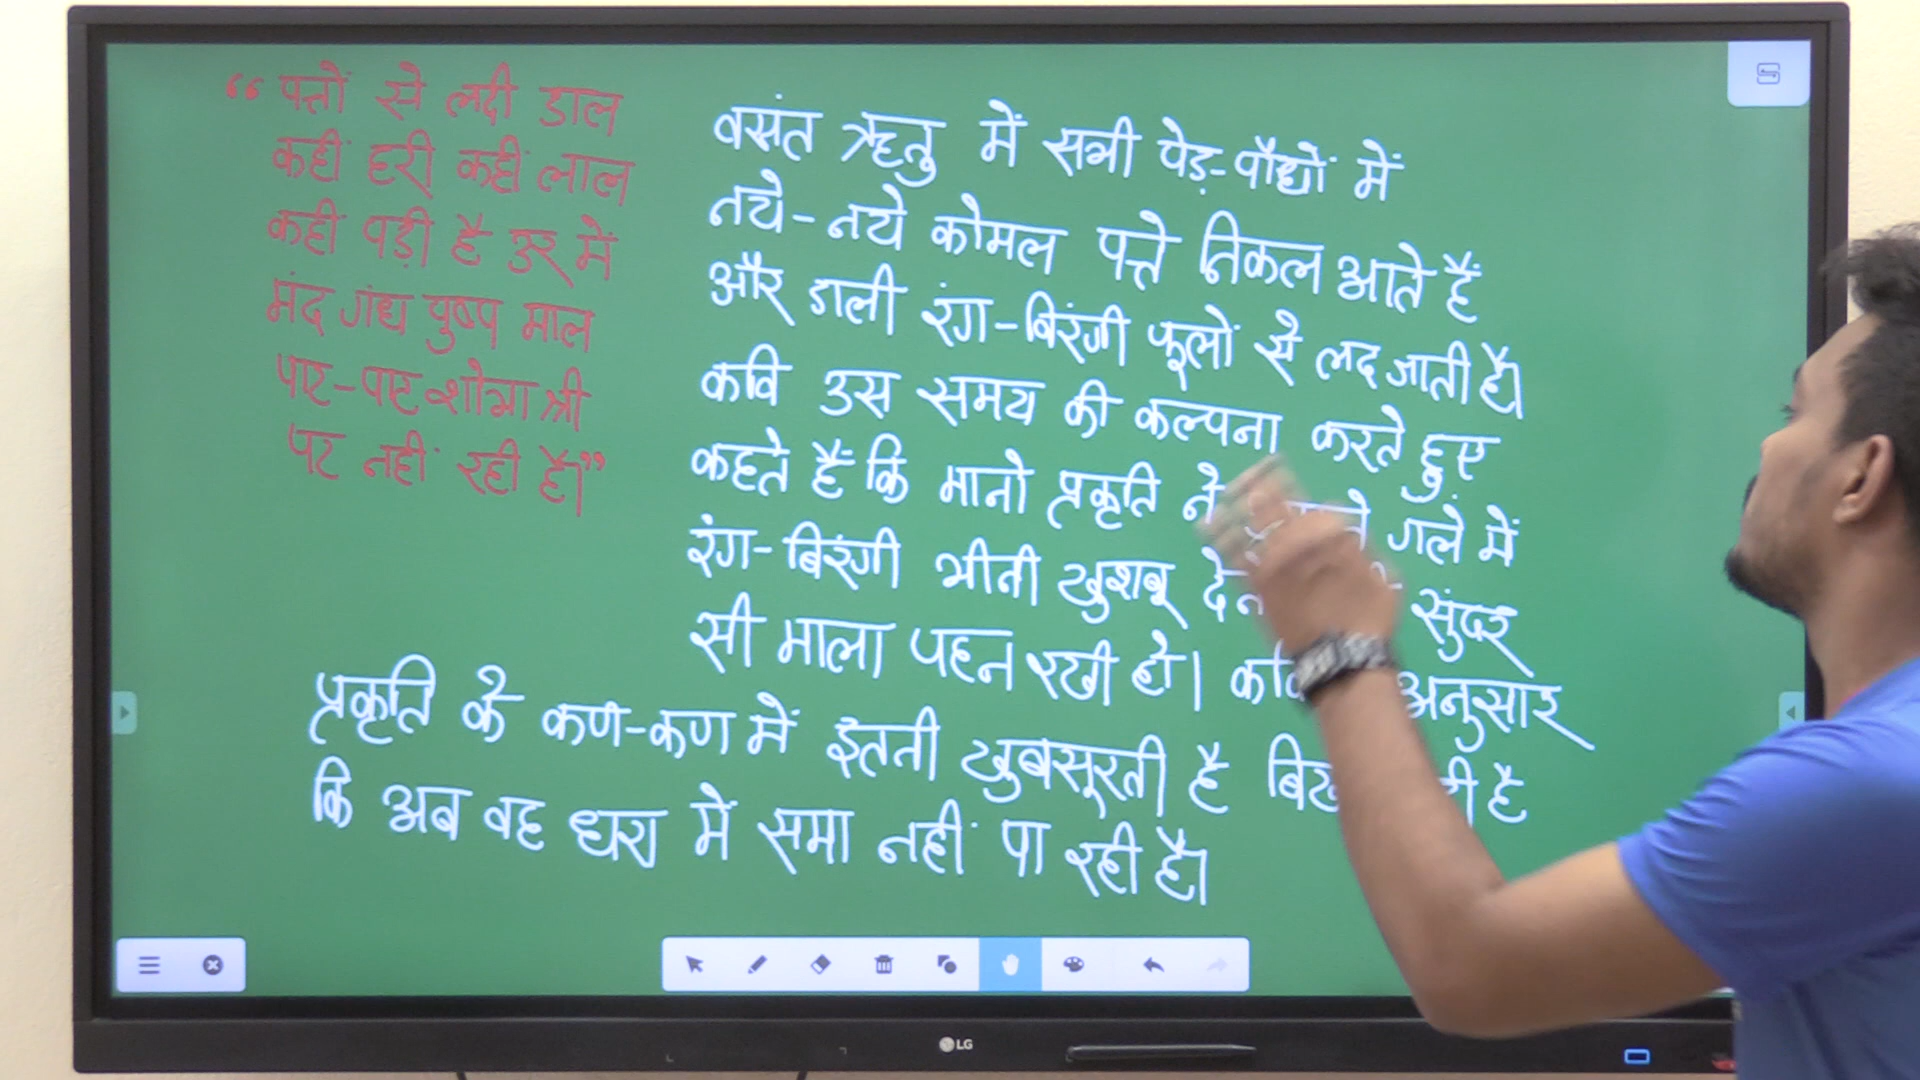 “ पत्तों से लदी डाल
कहीं हरी कहीं लाल
कहीं पड़ी है उर में
मंद गंध पुष्प माल
पाट-पाट शोभा श्री
पट नहीं रही है।”
वसंत ऋतु में सभी पेड़-पौधों में
नये-नये कोमल पत्ते निकल आते हैं
और डाली रंग-बिरंगी फूलों से लद जाती है।
कवि उस समय की कल्पना करते हुए
कहते हैं कि मानो प्रकृति ने गले में
रंग-बिरंगी भीनी खुशबू सुंदर
सी माला पहन रखी हो। अनुसार
प्रकृति के कण-कण में इतनी खुबसूरती है है
कि अब वह धरा में समा नहीं पा रही है।
LG